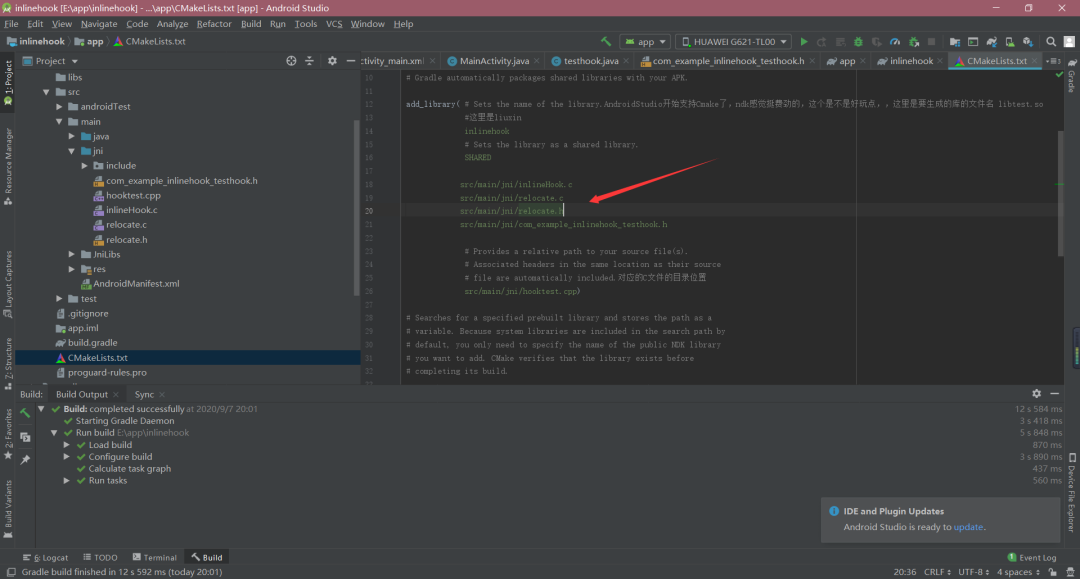 inlinehook [E:\app\inlinehook] - ...\app\CMakeLists.txt [app] - Android Studio
File Edit View Navigate Code Analyze Refactor Build Run Tools VCS Window Help
inlinehook app CMakeLists.txt app HUAWEI G621-TL00
Project
ctivity_main.xml MainActivity.java testhook.java com_example_inlinehook_testhook.h app inlinehook CMakeLists.txt
1: Project
Resource Manager
Layout Captures
Z: Structure
2: Favorites
Build Variants
libs
src
androidTest
main
java
jni
include
com_example_inlinehook_testhook.h
hooktest.cpp
inlineHook.c
relocate.c
relocate.h
JniLibs
res
AndroidManifest.xml
test
.gitignore
app.iml
build.gradle
CMakeLists.txt
proguard-rules.pro
10 # Gradle automatically packages shared libraries with your APK.
11
12 add_library( # Sets the name of the library.AndroidStudio开始支持Cmake了,ndk感觉挺费劲的,这个是不是好玩点,,这里是要生成的库的文件名 libtest.so
13 #这里是liuxin
14 inlinehook
15 # Sets the library as a shared library.
16 SHARED
17
18 src/main/jni/inlineHook.c
19 src/main/jni/relocate.c
20 src/main/jni/relocate.h
21 src/main/jni/com_example_inlinehook_testhook.h
22
23 # Provides a relative path to your source file(s).
24 # Associated headers in the same location as their source
25 # file are automatically included.对应的C文件的目录位置
26 src/main/jni/hooktest.cpp)
27
28 # Searches for a specified prebuilt library and stores the path as a
29 # variable. Because system libraries are included in the search path by
30 # default, you only need to specify the name of the public NDK library
31 # you want to add. CMake verifies that the library exists before
32 # completing its build.
Gradle
Device File Explorer
Build: Build Output Sync
Build: completed successfully at 2020/9/7 20:01 12 s 584 ms
Starting Gradle Daemon 3 s 418 ms
Run build E:\app\inlinehook 5 s 848 ms
Load build 870 ms
Configure build 3 s 890 ms
Calculate task graph 437 ms
Run tasks 560 ms
IDE and Plugin Updates
Android Studio is ready to update.
6: Logcat TODO Terminal Build 1 Event Log
Gradle build finished in 12 s 592 ms (today 20:01) 20:36 CRLF UTF-8 4 spaces